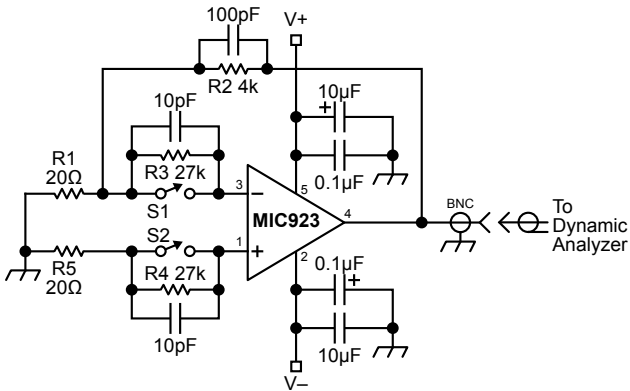 100pF
V+
R2 4k
10pF
10µF
+
R1
20Ω
R3 27k
0.1µF
S1
3
–
5
MIC923
4
BNC
To
Dynamic
Analyzer
S2
1
+
2
R5
20Ω
R4 27k
0.1µF
+
10pF
10µF
V–